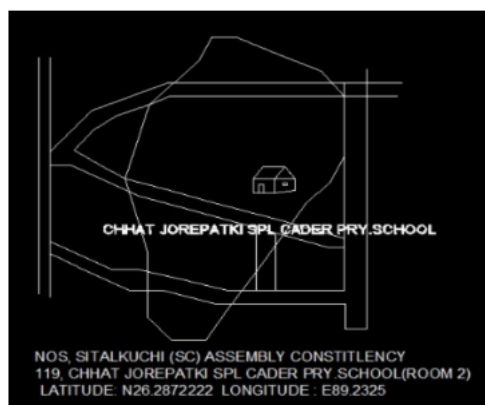 CHHAT JOREPATKI SPL CADER PRY.SCHOOL
NOS, SITALKUCHI (SC) ASSEMBLY CONSTITLENCY
119, CHHAT JOREPATKI SPL CADER PRY.SCHOOL(ROOM 2)
LATITUDE: N26.2872222 LONGITUDE : E89.2325